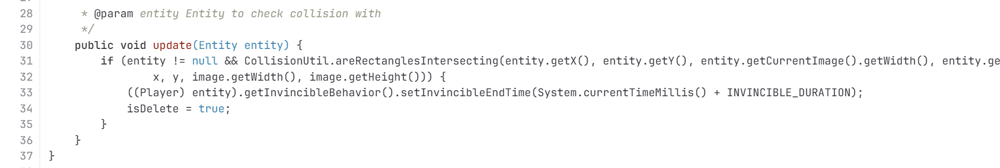 28 * @param entity Entity to check collision with
29 */
30 public void update(Entity entity) {
31 if (entity != null && CollisionUtil.areRectanglesIntersecting(entity.getX(), entity.getY(), entity.getCurrentImage().getWidth(), entity.ge
32 x, y, image.getWidth(), image.getHeight())) {
33 ((Player) entity).getInvincibleBehavior().setInvincibleEndTime(System.currentTimeMillis() + INVINCIBLE_DURATION);
34 isDelete = true;
35 }
36 }
37 }